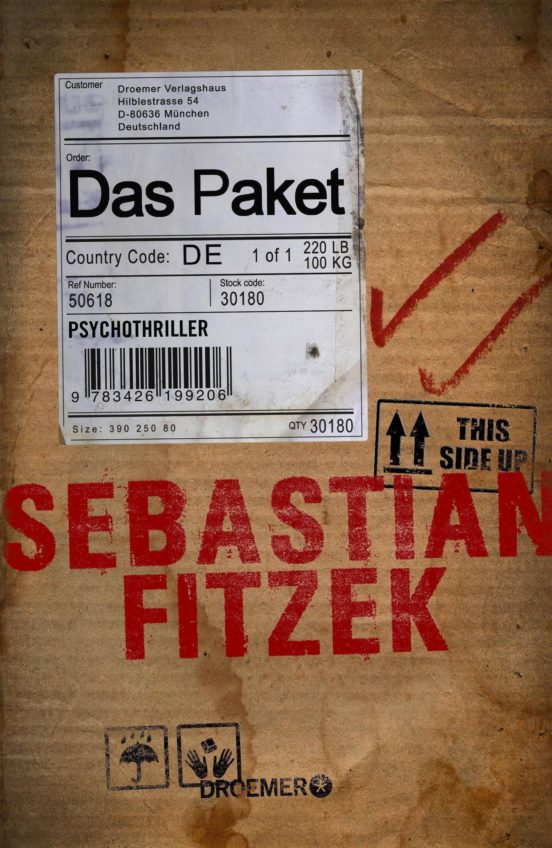 Customer
Droemer Verlagshaus
Hilblestrasse 54
D-80636 München
Deutschland
Order:
Das Paket
Country Code: DE 1 of 1 220 LB
100 KG
Ref Number: Stock code:
50618 30180
PSYCHOTHRILLER
9 783426 199206
Size: 390 250 80 QTY 30180
THIS
SIDE UP
SEBASTIAN
FITZEK
DROEMER